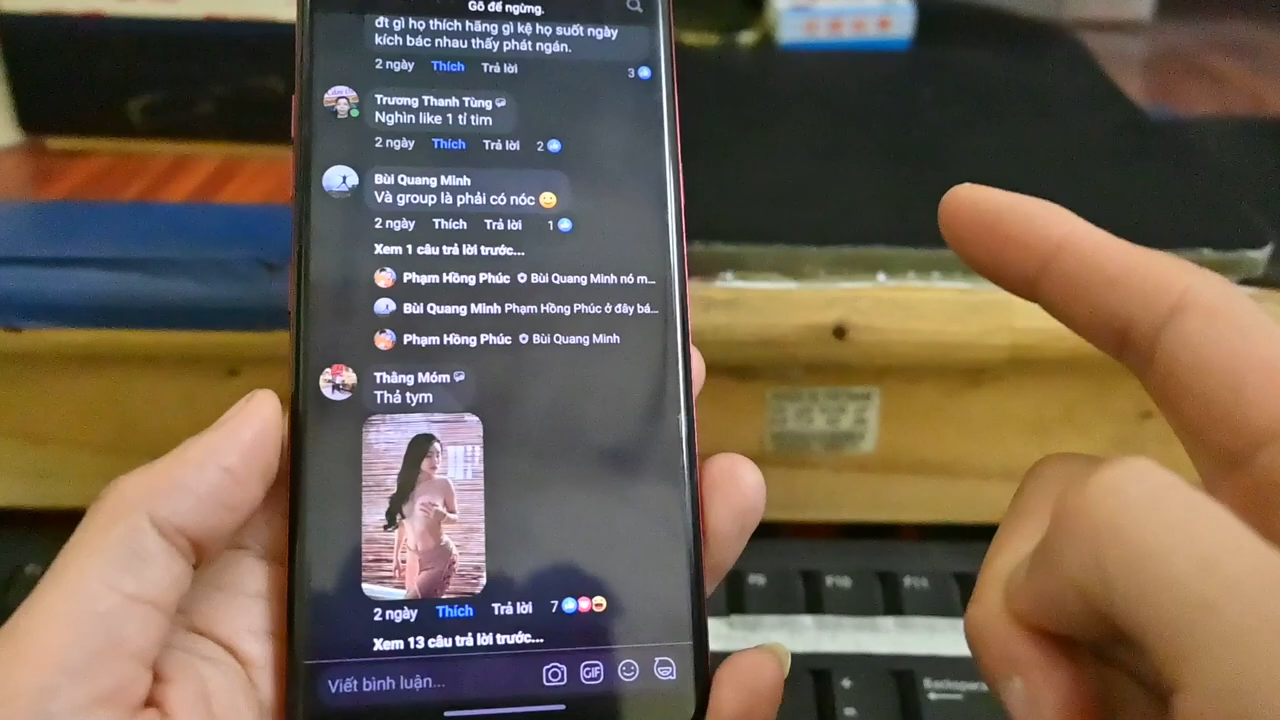 Gõ để ngừng.
đt gì họ thích hãng gì kệ họ suốt ngày
kích bác nhau thấy phát ngán.
2 ngày Thích Trả lời 3
Trương Thanh Tùng
Nghìn like 1 tỉ tim
2 ngày Thích Trả lời 2
Bùi Quang Minh
Và group là phải có nóc
2 ngày Thích Trả lời 1
Xem 1 câu trả lời trước...
Phạm Hồng Phúc Bùi Quang Minh nó m...
Bùi Quang Minh Phạm Hồng Phúc ở đây bá...
Phạm Hồng Phúc Bùi Quang Minh
Thằng Móm
Thả tym
2 ngày Thích Trả lời 7
Xem 13 câu trả lời trước...
Viết bình luận...
GIF
F9 F10 F11
Backspace